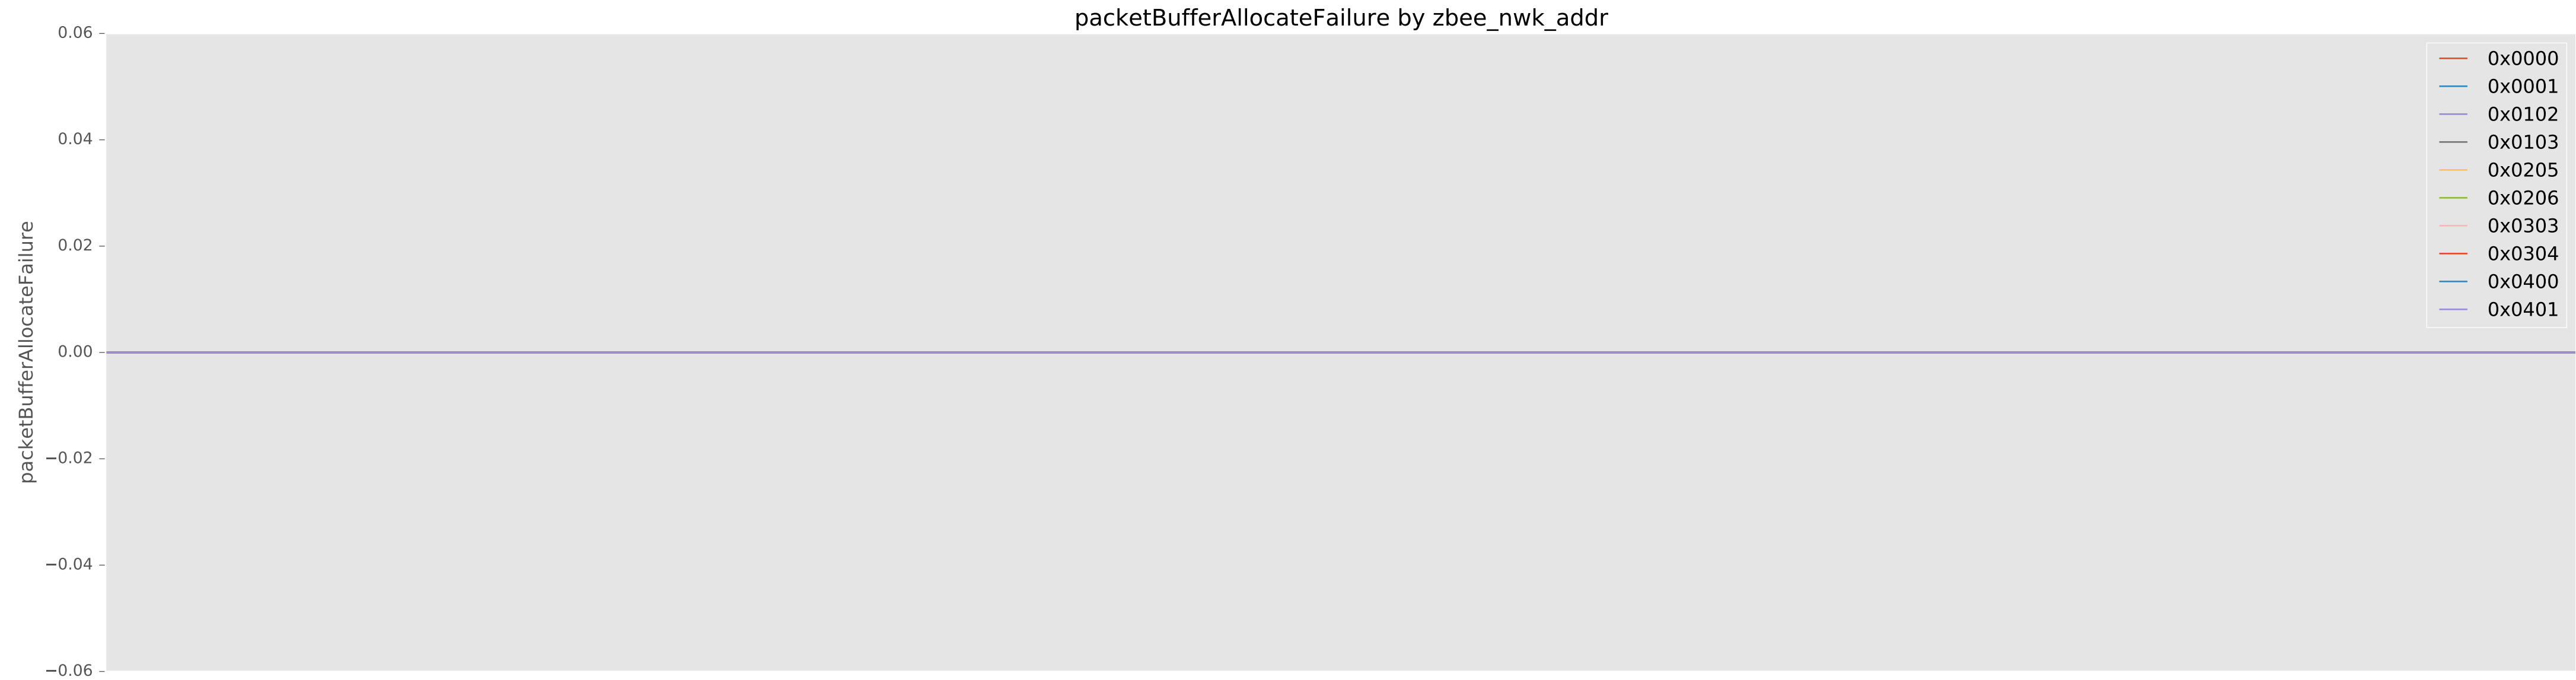 packetBufferAllocateFailure by zbee_nwk_addr
packetBufferAllocateFailure
0.06
0.04
0.02
0.00
−0.02
−0.04
−0.06
0x0000
0x0001
0x0102
0x0103
0x0205
0x0206
0x0303
0x0304
0x0400
0x0401